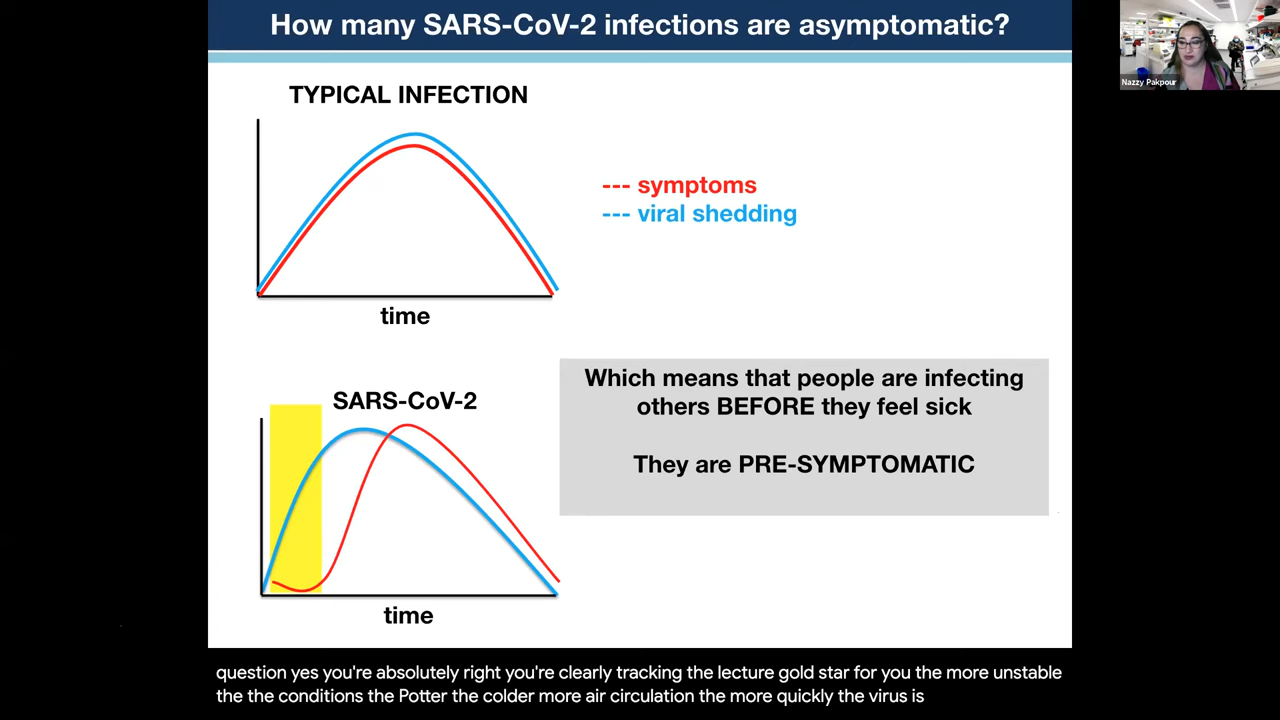 How many SARS-CoV-2 infections are asymptomatic?
Nazzy Pakpour
TYPICAL INFECTION
--- symptoms
--- viral shedding
time
SARS-CoV-2
Which means that people are infecting
others BEFORE they feel sick
They are PRE-SYMPTOMATIC
time
question yes you're absolutely right you're clearly tracking the lecture gold star for you the more unstable
the the conditions the Potter the colder more air circulation the more quickly the virus is